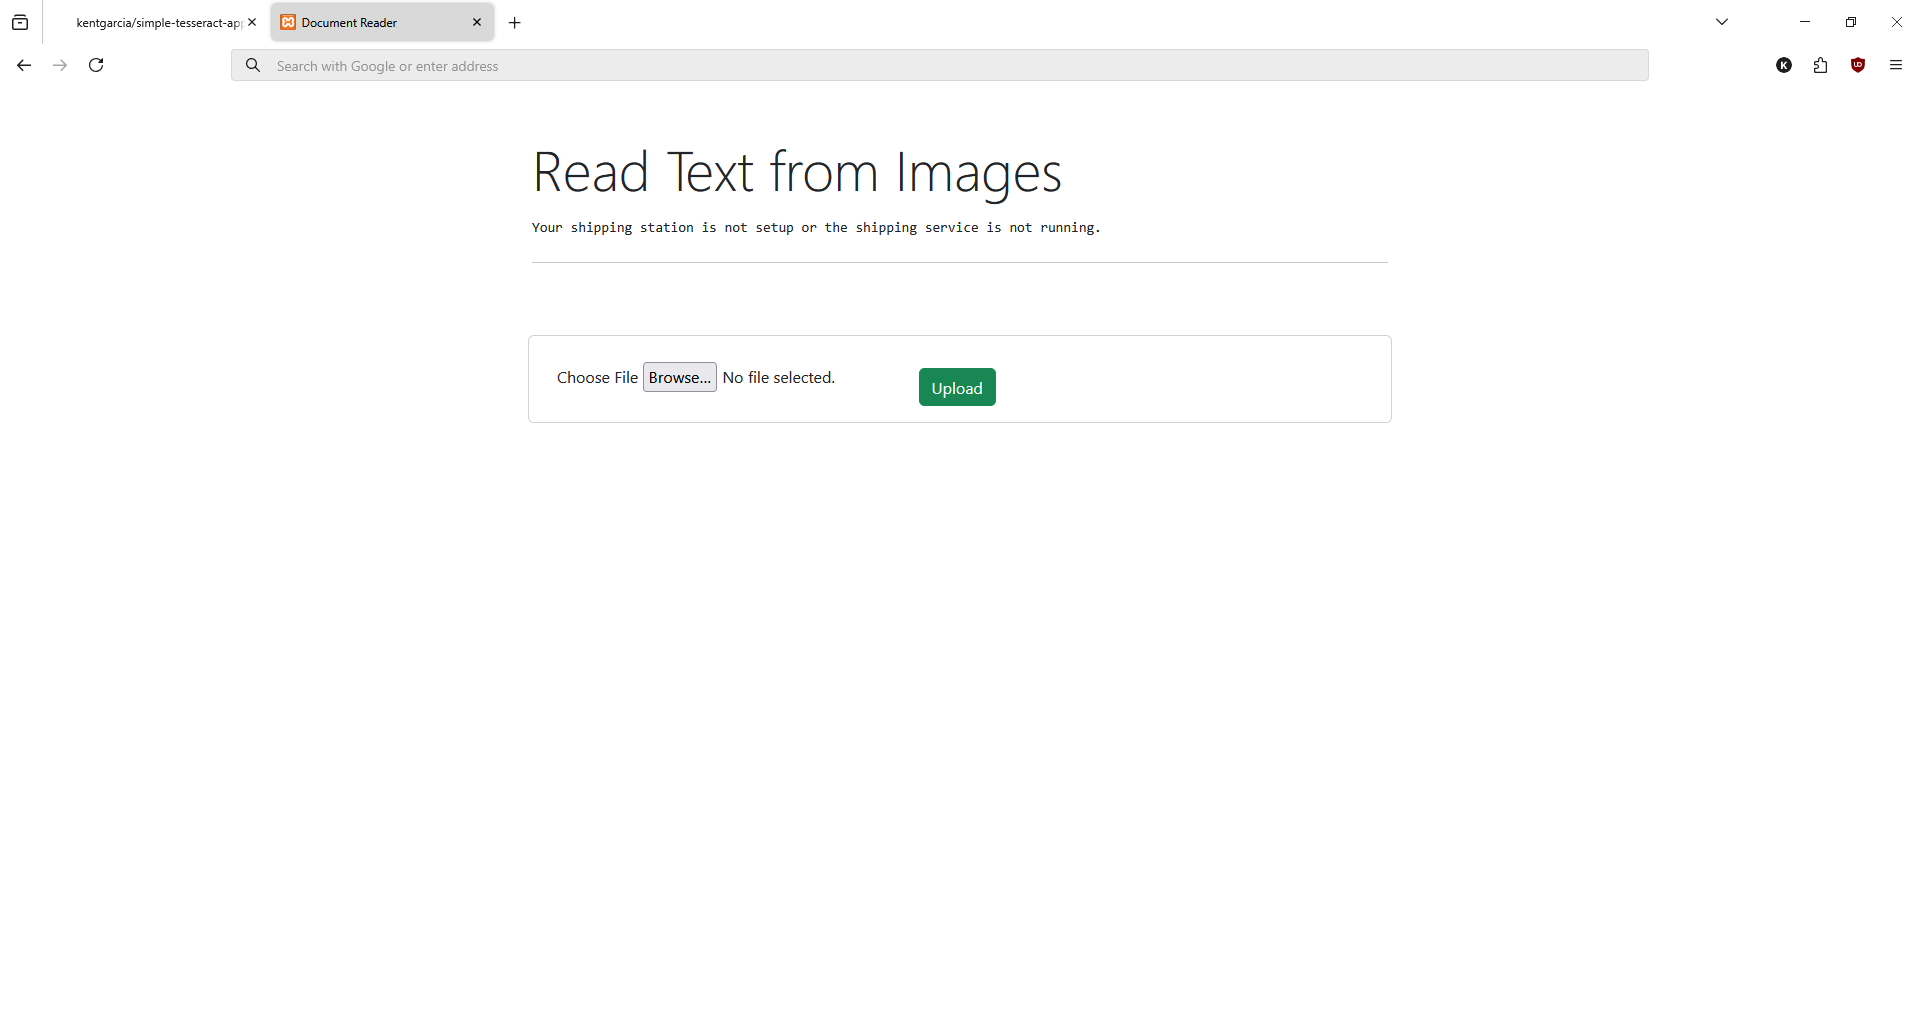 kentgarcia/simple-tesseract-ap
Document Reader
Search with Google or enter address
K
Read Text from Images
Your shipping station is not setup or the shipping service is not running.
Choose File Browse... No file selected. Upload